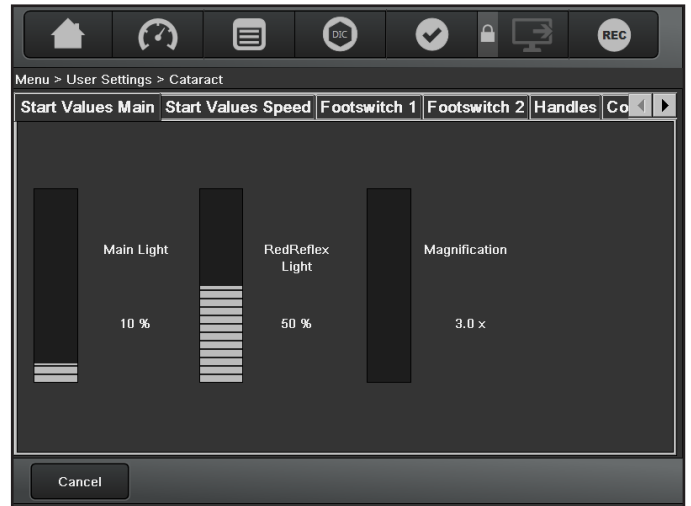 DIC
REC
Menu > User Settings > Cataract
Start Values Main Start Values Speed Footswitch 1 Footswitch 2 Handles Co
Main Light RedReflex Light Magnification
10 % 50 % 3.0 x
Cancel